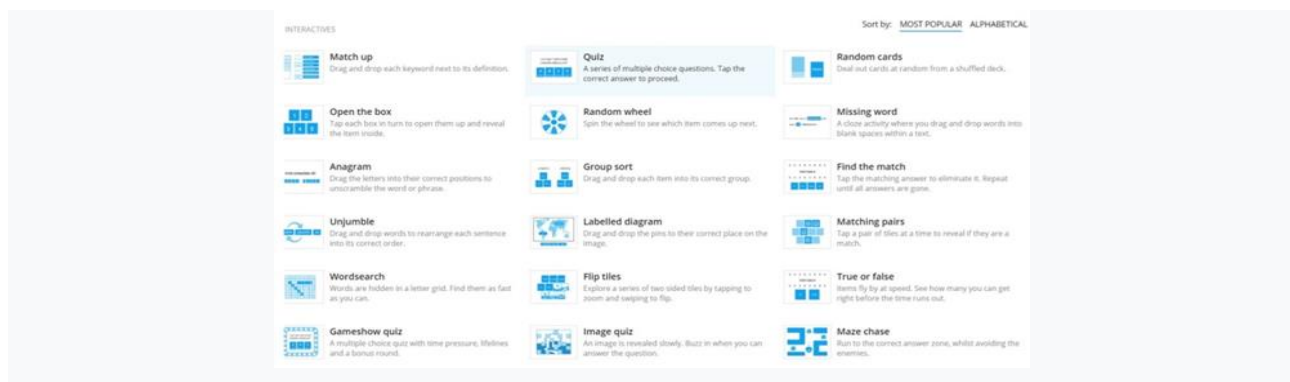 INTERACTIVES
Sort by: MOST POPULAR ALPHABETICAL
Match up
Drag and drop each keyword next to its definition.
Quiz
A series of multiple choice questions. Tap the
correct answer to proceed.
Random cards
Deal out cards at random from a shuffled deck.
Open the box
Tap each box in turn to open them up and reveal
the item inside.
Random wheel
Spin the wheel to see which item comes up next.
Missing word
A cloze activity where you drag and drop words into
blank spaces within a text.
Anagram
Drag the letters into their correct positions to
unscramble the word or phrase.
Group sort
Drag and drop each item into its correct group.
Find the match
Tap the matching answer to eliminate it. Repeat
until all answers are gone.
Unjumble
Drag and drop words to rearrange each sentence
into its correct order.
Labelled diagram
Drag and drop the pins to their correct place on the
image.
Matching pairs
Tap a pair of tiles at a time to reveal if they are a
match.
Wordsearch
Words are hidden in a letter grid. Find them as fast
as you can.
Flip tiles
Explore a series of two sided tiles by tapping to
zoom and swiping to flip.
True or false
Items fly by at speed. See how many you can get
right before the time runs out.
Gameshow quiz
A multiple choice quiz with time pressure, lifelines
and a bonus round.
Image quiz
An image is revealed slowly. Buzz in when you can
answer the question.
Maze chase
Run to the correct answer zone, whilst avoiding the
enemies.